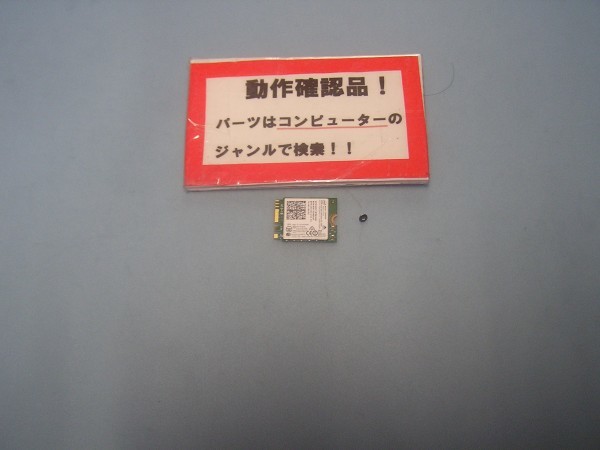 動作確認品！
パーツはコンピューターの
ジャンルで検索！！